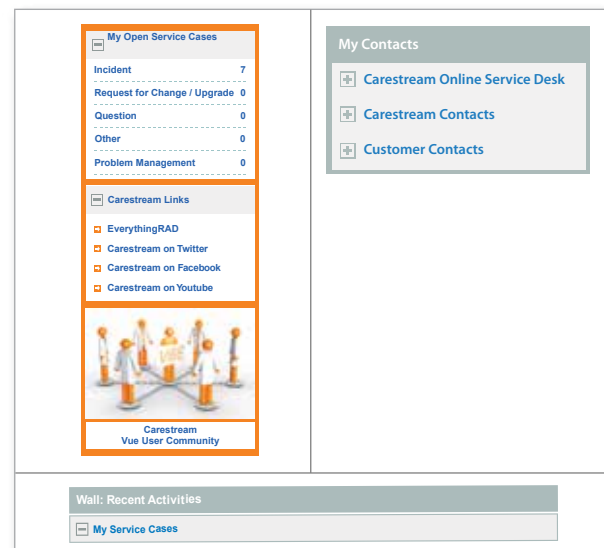 My Open Service Cases
Incident 7
Request for Change / Upgrade 0
Question 0
Other 0
Problem Management 0
Carestream Links
EverythingRAD
Carestream on Twitter
Carestream on Facebook
Carestream on Youtube
VUE
Carestream
Vue User Community
My Contacts
Carestream Online Service Desk
Carestream Contacts
Customer Contacts
Wall: Recent Activities
My Service Cases